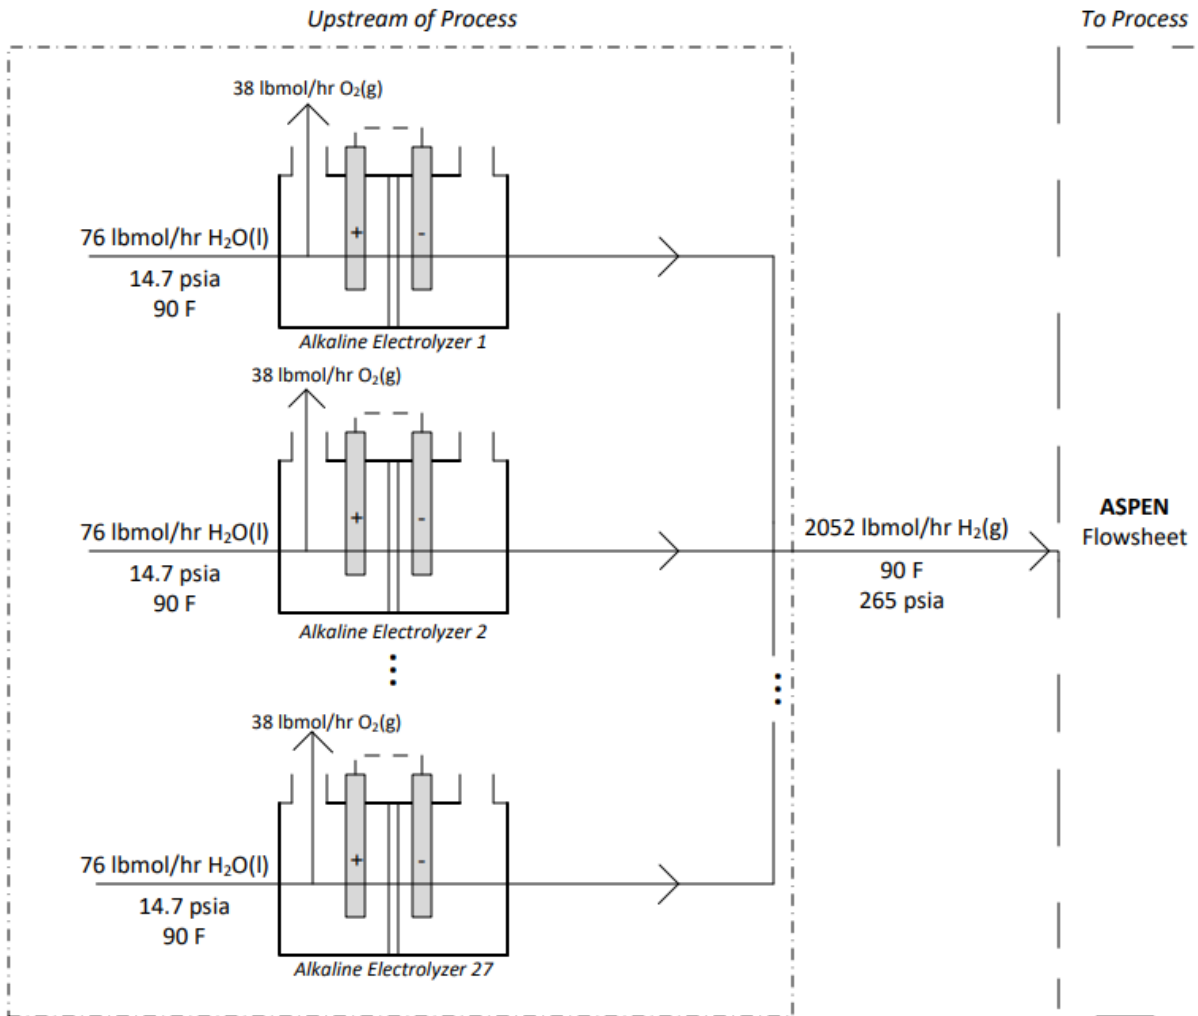 Upstream of Process
To Process
38 lbmol/hr O₂(g)
76 lbmol/hr H₂O(l)
14.7 psia
90 F
+
-
Alkaline Electrolyzer 1
38 lbmol/hr O₂(g)
76 lbmol/hr H₂O(l)
14.7 psia
90 F
+
-
Alkaline Electrolyzer 2
2052 lbmol/hr H₂(g)
90 F
265 psia
ASPEN
Flowsheet
38 lbmol/hr O₂(g)
76 lbmol/hr H₂O(l)
14.7 psia
90 F
+
-
Alkaline Electrolyzer 27